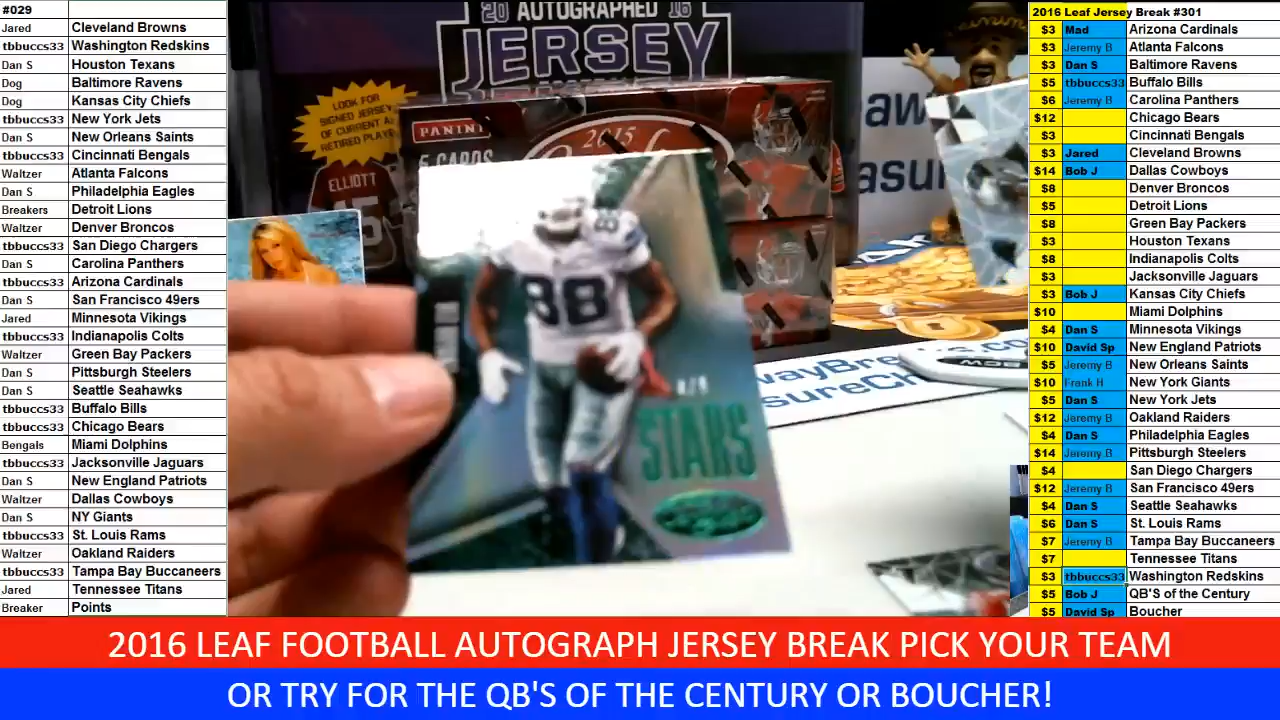 #029
Jared Cleveland Browns
tbbuccs33 Washington Redskins
Dan S Houston Texans
Dog Baltimore Ravens
Dog Kansas City Chiefs
tbbuccs33 New York Jets
Dan S New Orleans Saints
tbbuccs33 Cincinnati Bengals
Waltzer Atlanta Falcons
Dan S Philadelphia Eagles
Breakers Detroit Lions
Waltzer Denver Broncos
tbbuccs33 San Diego Chargers
Dan S Carolina Panthers
tbbuccs33 Arizona Cardinals
Dan S San Francisco 49ers
Jared Minnesota Vikings
tbbuccs33 Indianapolis Colts
Waltzer Green Bay Packers
Dan S Pittsburgh Steelers
Dan S Seattle Seahawks
tbbuccs33 Buffalo Bills
tbbuccs33 Chicago Bears
Bengals Miami Dolphins
tbbuccs33 Jacksonville Jaguars
Dan S New England Patriots
Waltzer Dallas Cowboys
Dan S NY Giants
tbbuccs33 St. Louis Rams
Waltzer Oakland Raiders
tbbuccs33 Tampa Bay Buccaneers
Jared Tennessee Titans
Breaker Points
20 AUTOGRAPHED 16
JERSEY
LOOK FOR
SIGNED JERSEY
OF CURRENT A
RETIRED PLAYE
ELLIOTT
15
PANINI
2015
5 CARDS
88
STARS
wayBreaks.co
sureCh
2016 Leaf Jersey Break #301
$3 Mad Arizona Cardinals
$3 Jeremy B Atlanta Falcons
$3 Dan S Baltimore Ravens
$5 tbbuccs33 Buffalo Bills
$6 Jeremy B Carolina Panthers
$12 Chicago Bears
$3 Cincinnati Bengals
$3 Jared Cleveland Browns
$14 Bob J Dallas Cowboys
$8 Denver Broncos
$5 Detroit Lions
$8 Green Bay Packers
$3 Houston Texans
$8 Indianapolis Colts
$3 Jacksonville Jaguars
$3 Bob J Kansas City Chiefs
$10 Miami Dolphins
$4 Dan S Minnesota Vikings
$10 David Sp New England Patriots
$5 Jeremy B New Orleans Saints
$10 Frank H New York Giants
$5 Dan S New York Jets
$12 Jeremy B Oakland Raiders
$4 Dan S Philadelphia Eagles
$14 Jeremy B Pittsburgh Steelers
$4 San Diego Chargers
$12 Jeremy B San Francisco 49ers
$4 Dan S Seattle Seahawks
$6 Dan S St. Louis Rams
$7 Jeremy B Tampa Bay Buccaneers
$7 Tennessee Titans
$3 tbbuccs33 Washington Redskins
$5 Bob J QB'S of the Century
$5 David Sp Boucher
2016 LEAF FOOTBALL AUTOGRAPH JERSEY BREAK PICK YOUR TEAM
OR TRY FOR THE QB'S OF THE CENTURY OR BOUCHER!